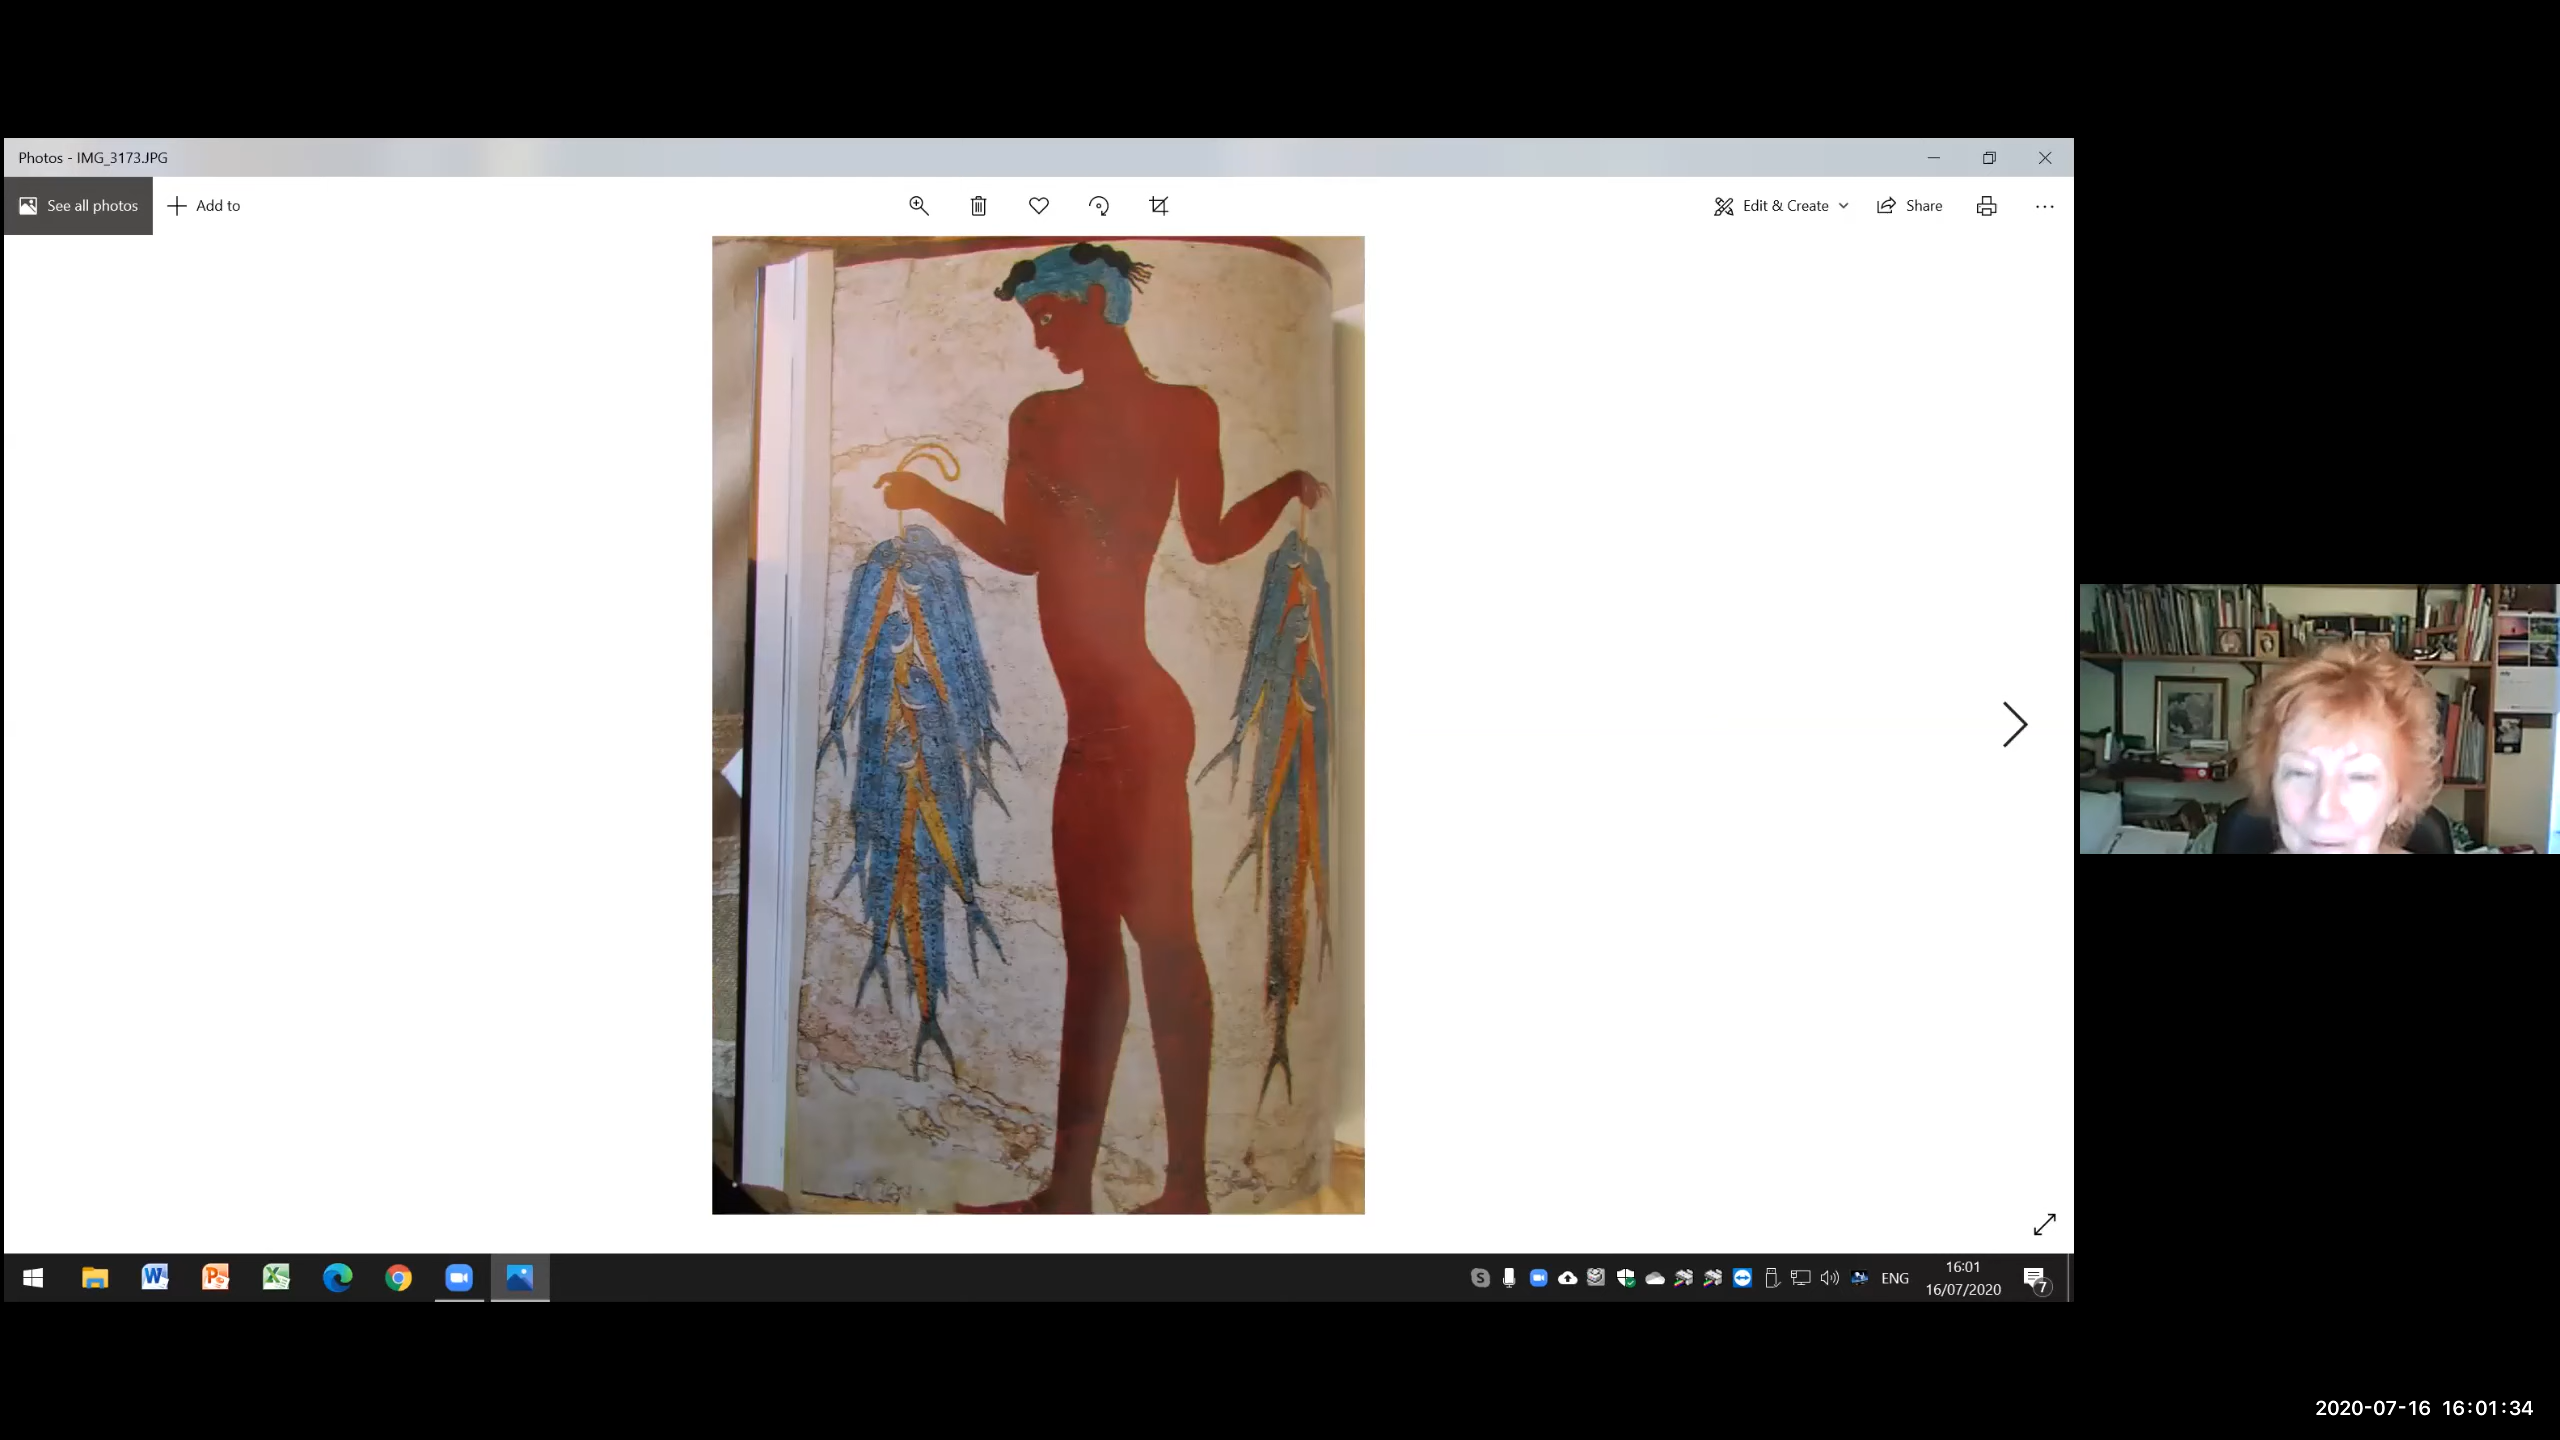 Photos - IMG_3173.JPG
See all photos
Add to
Edit & Create
Share
ENG
16:01
16/07/2020
7
2020-07-16 16:01:34